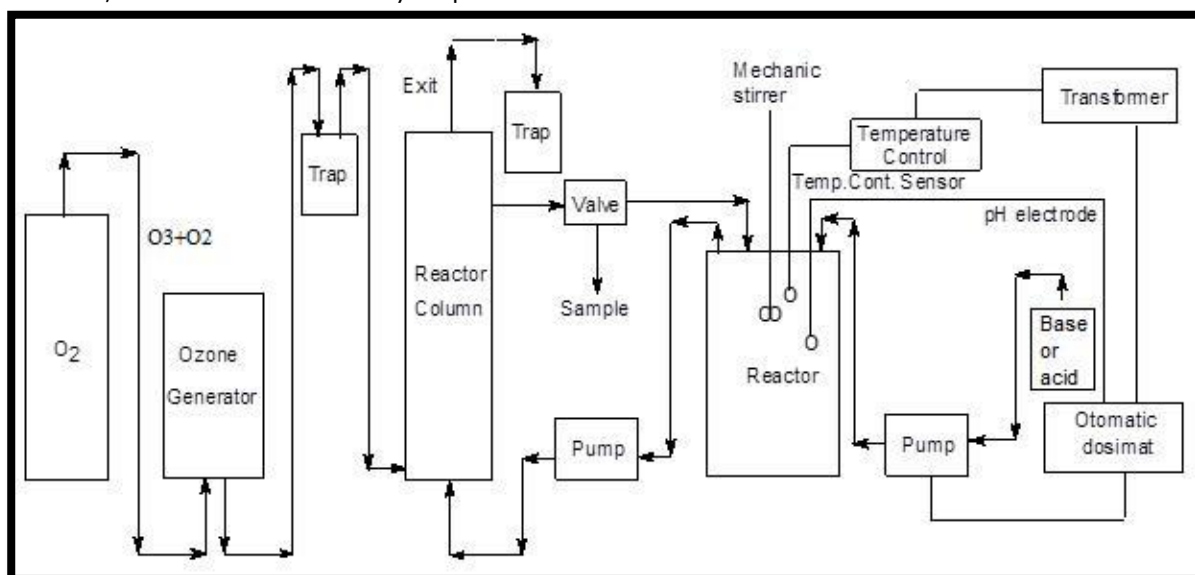 Exit
Trap
Mechanic
stirrer
Transformer
Temperature
Control
Trap
Temp.Cont. Sensor
Valve
pH electrode
O3+O2
Reactor
Column
Sample
O
O2
Ozone
Generator
O
Reactor
Base
or
acid
Pump
Pump
Otomatic
dosimat